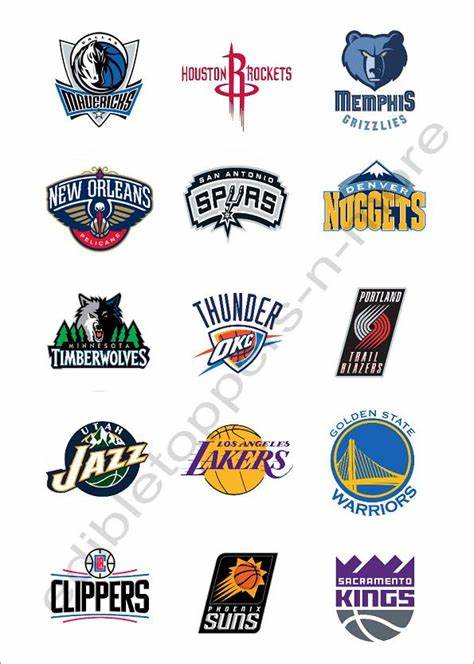 DALLAS
MAVERICKS
HOUSTON ROCKETS
MEMPHIS
GRIZZLIES
NEW ORLEANS
PELICANS
SAN ANTONIO
SPURS
DENVER
NUGGETS
MINNESOTA
TIMBERWOLVES
THUNDER
OKC
PORTLAND
TRAIL
BLAZERS
UTAH
JAZZ
LOS ANGELES
LAKERS
GOLDEN STATE
WARRIORS
LAC
CLIPPERS
PHOENIX
SUNS
SACRAMENTO
KINGS
edibletoppers-n-more